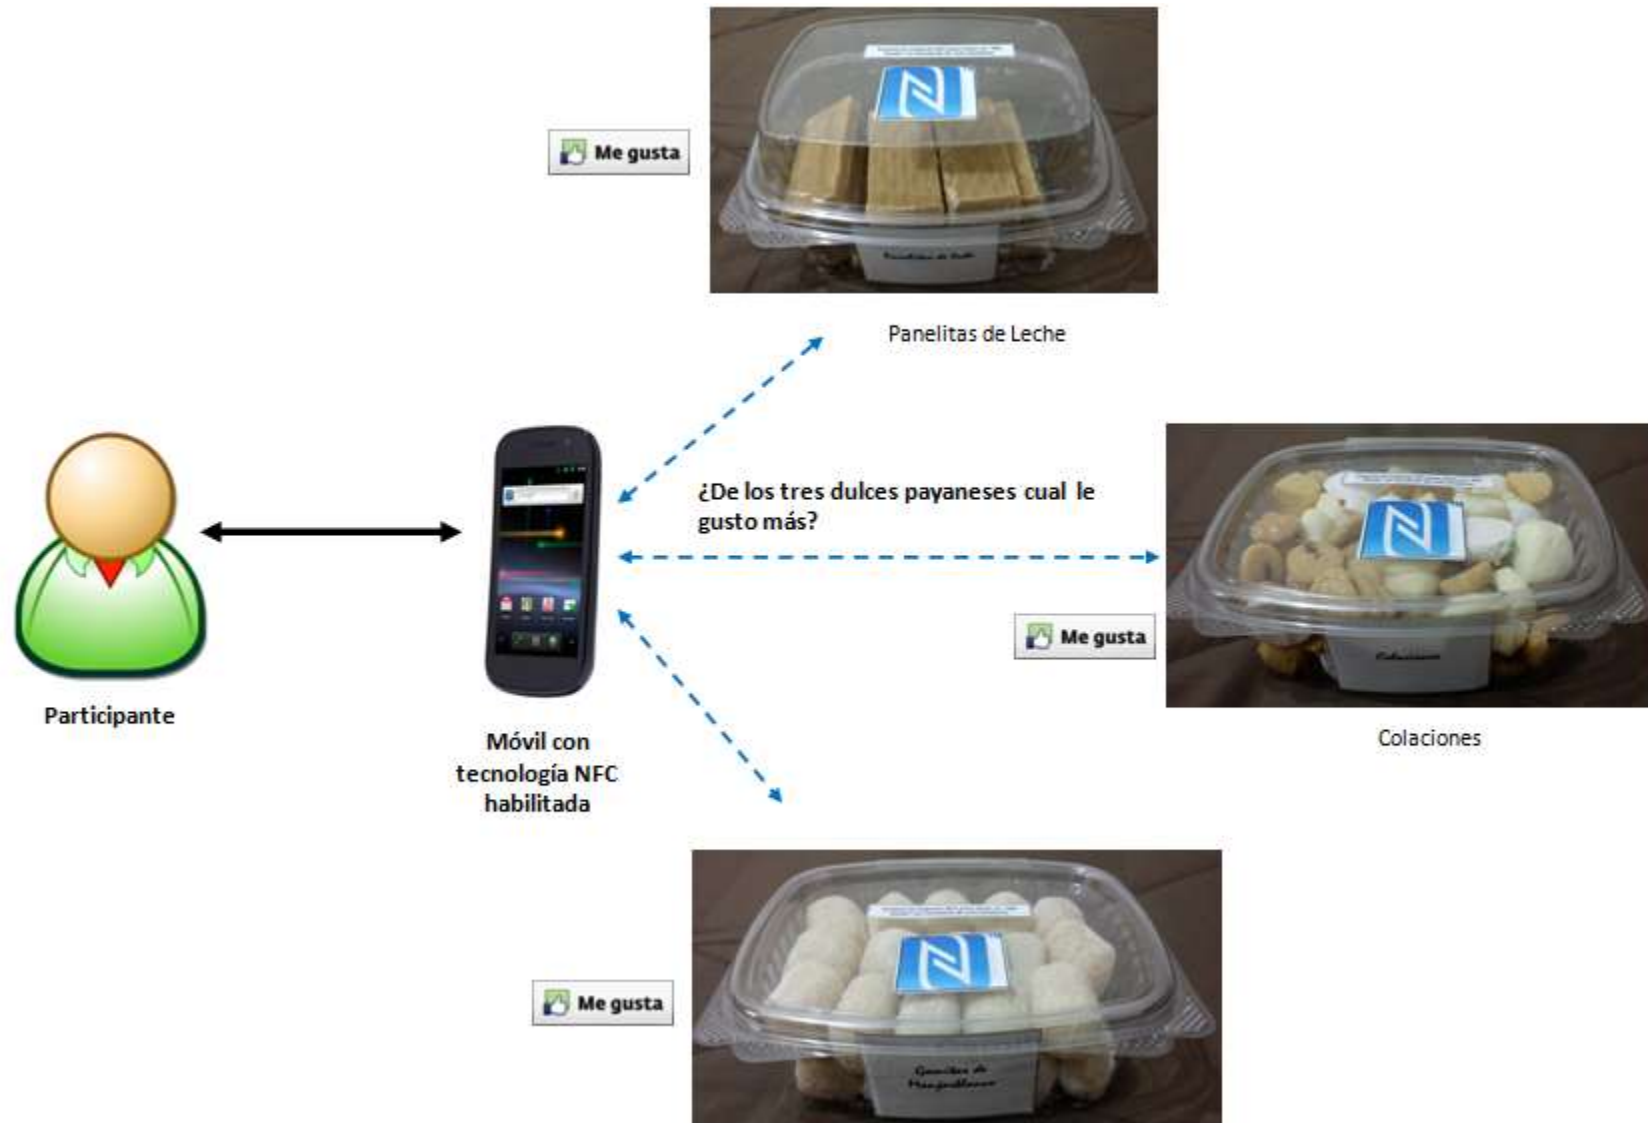 Me gusta
Panelitas de Leche
¿De los tres dulces payaneses cual le
gusto más?
Me gusta
Colaciones
Participante
Móvil con
tecnología NFC
habilitada
Me gusta
Manjarblanco